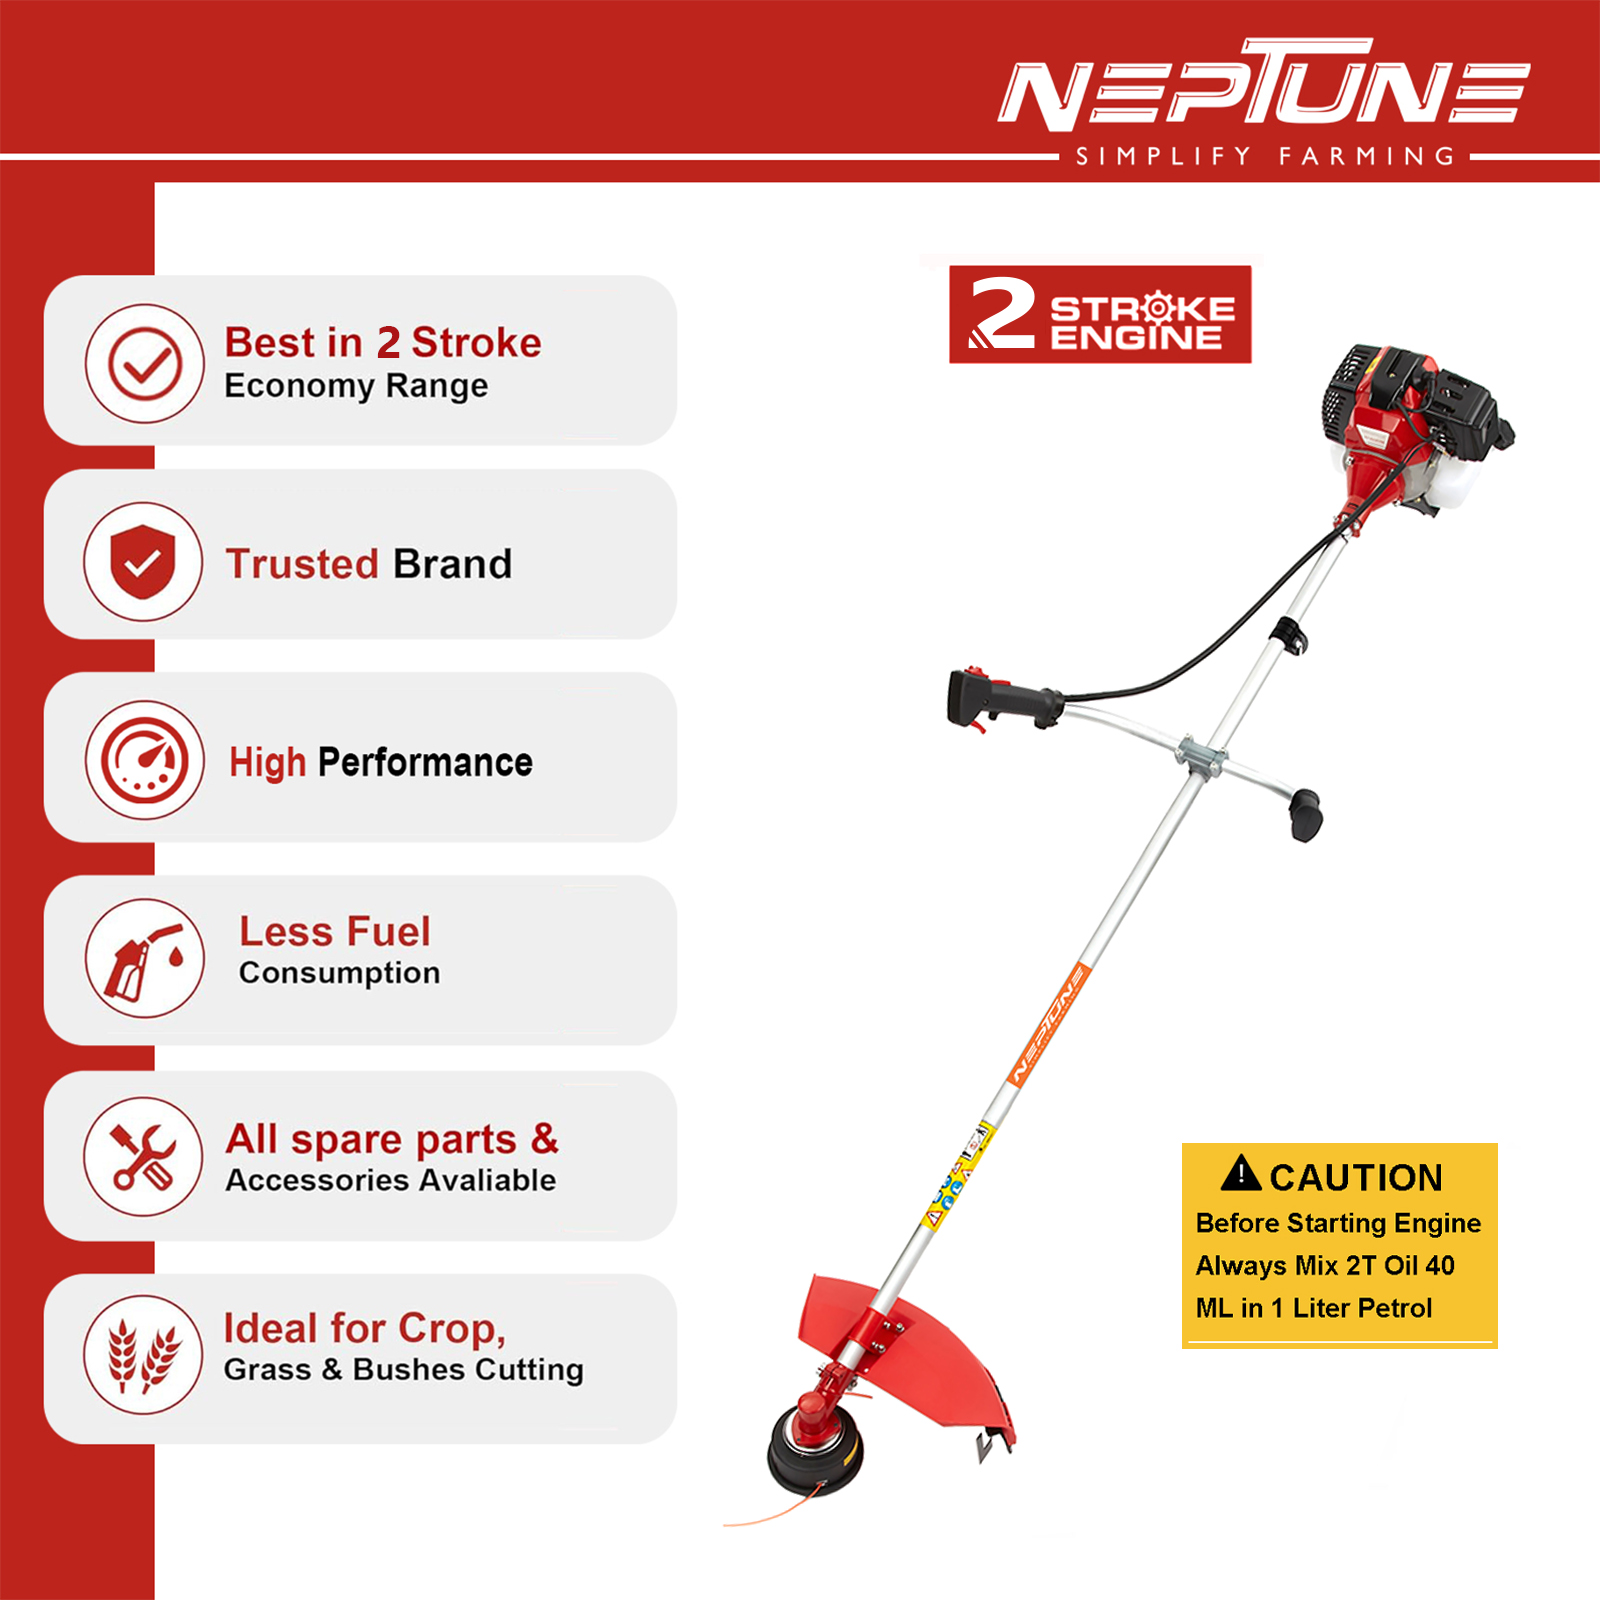 NEPTUNE
SIMPLIFY FARMING
2 STROKE
ENGINE
Best in 2 Stroke
Economy Range
Trusted Brand
High Performance
Less Fuel
Consumption
All spare parts &
Accessories Avaliable
Ideal for Crop,
Grass & Bushes Cutting
NEPTUNE
CAUTION
Before Starting Engine
Always Mix 2T Oil 40
ML in 1 Liter Petrol